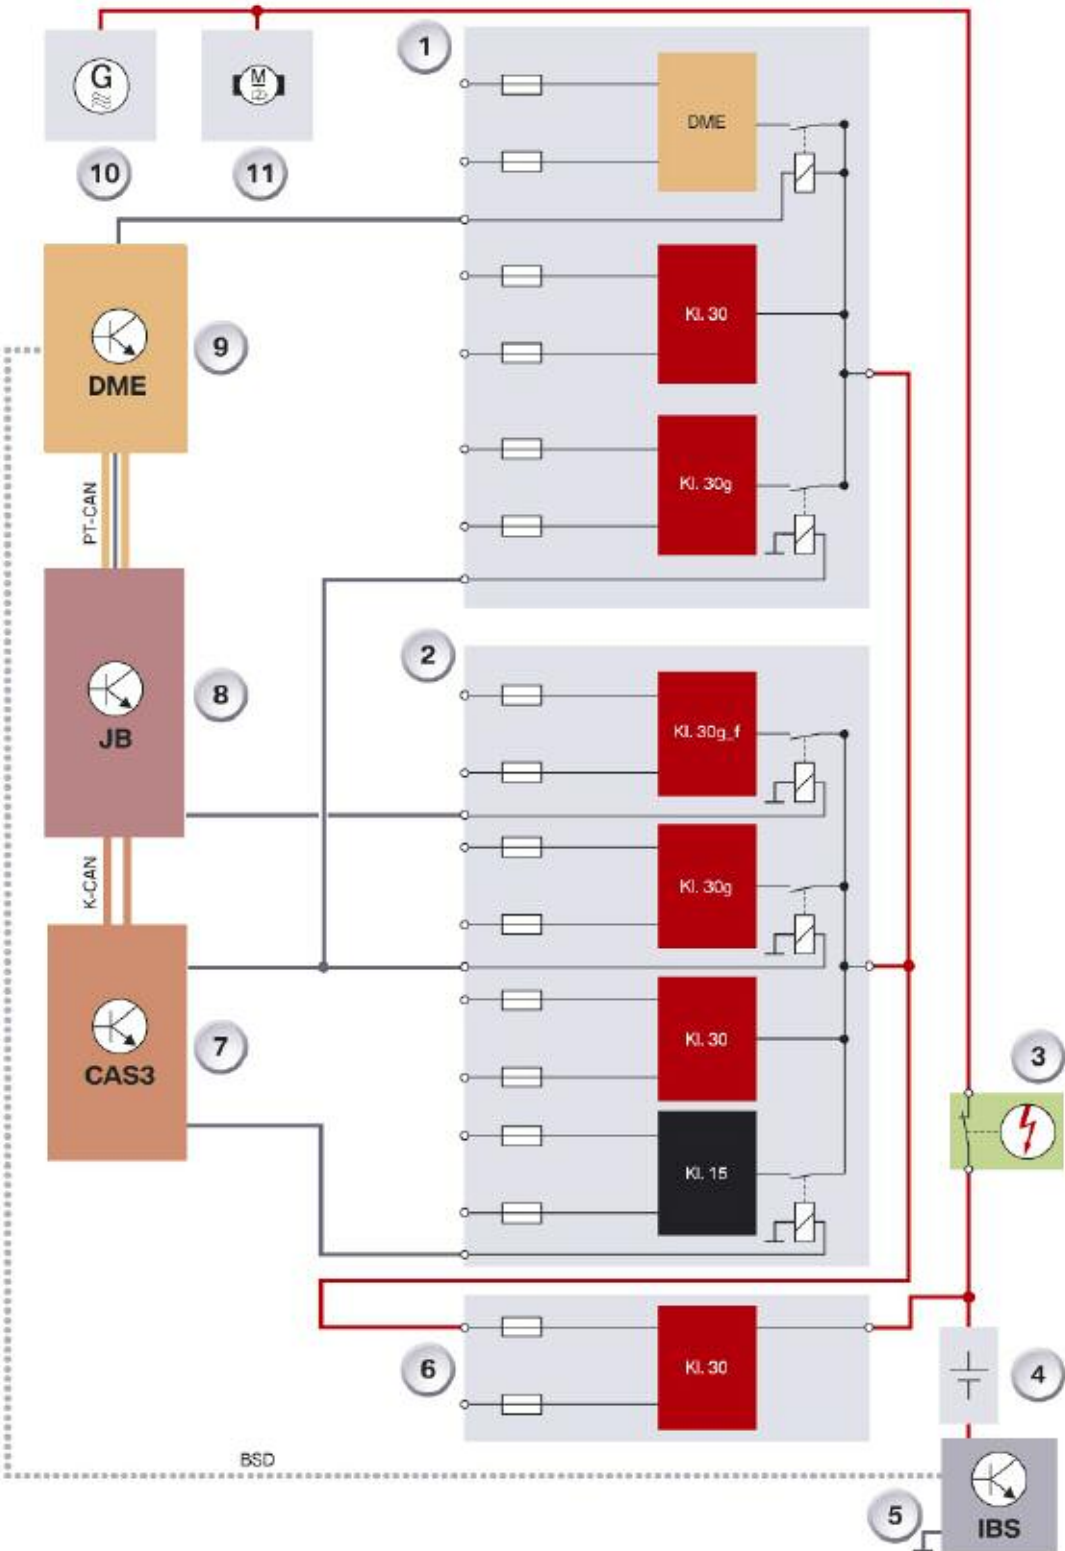 G
M
10
11
1
DME
9
DME
Kl. 30
Kl. 30g
PT-CAN
8
JB
2
Kl. 30g_f
Kl. 30g
K-CAN
7
CAS3
Kl. 30
3
Kl. 15
6
Kl. 30
4
BSD
5
IBS